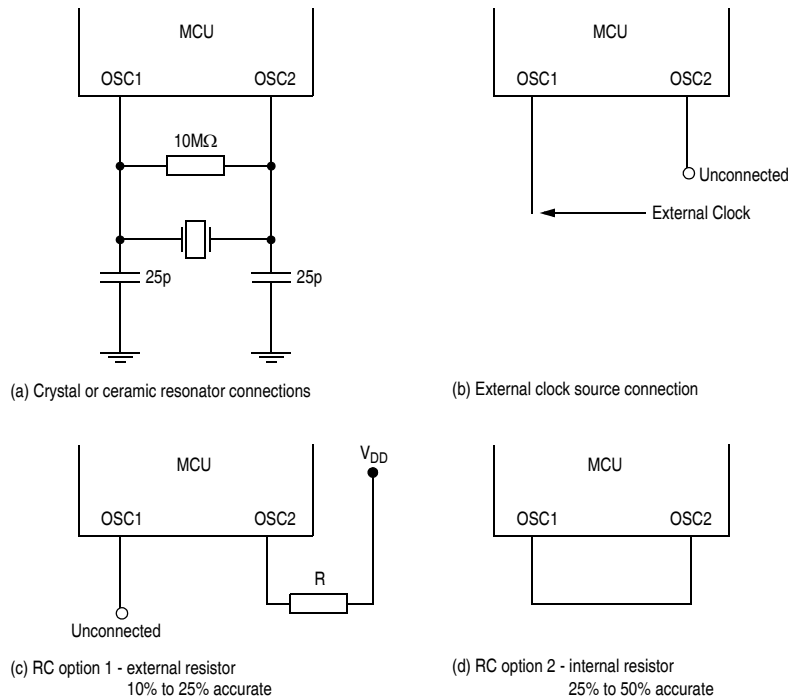 MCU
OSC1 OSC2
10MΩ
25p 25p
(a) Crystal or ceramic resonator connections
MCU
OSC1 OSC2
Unconnected
External Clock
(b) External clock source connection
VDD
MCU
OSC1 OSC2
R
Unconnected
(c) RC option 1 - external resistor
10% to 25% accurate
MCU
OSC1 OSC2
(d) RC option 2 - internal resistor
25% to 50% accurate